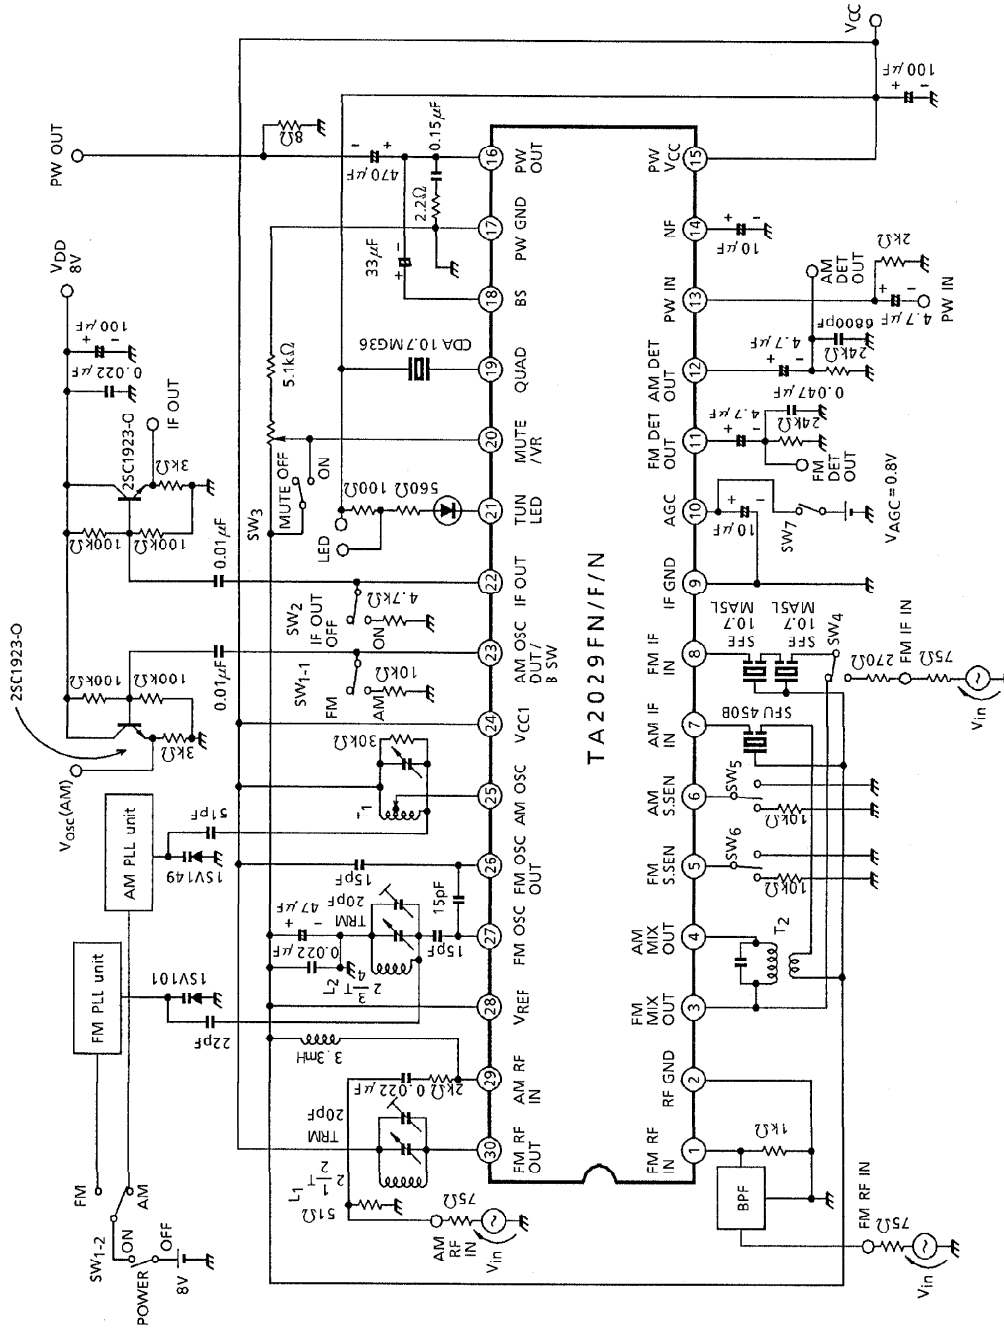 PW OUT
8Ω
470μF
0.15μF
2.2Ω
33μF
16
PW
OUT
17
PW GND
18
BS
19
QUAD
20
MUTE
/VR
21
TUN
LED
22
IF OUT
23
AM OSC
OUT/
B SW
24
VCC1
25
AM OSC
26
FM OSC
OUT
27
FM OSC
28
VREF
29
AM RF
IN
30
FM RF
OUT
VDD
8V
100μF
0.022μF
2SC1923-O
IF OUT
3kΩ
100kΩ
100kΩ
0.01μF
5.1kΩ
CDA 10.7MG36
SW3
MUTE
OFF
ON
LED
100Ω
560Ω
SW2
IF OUT
OFF
ON
4.7kΩ
2SC1923-O
100kΩ
100kΩ
0.01μF
3kΩ
Vosc(AM)
SW1-1
FM
AM
10kΩ
30kΩ
AM PLL unit
1SV149
51pF
15pF
15pF
15pF
20pF
TRM
47μF
0.022μF
L2
2 3/4 T
FM PLL unit
1SV101
22pF
3.3mH
0.022μF
2kΩ
20pF
TRM
L1
2 1/2 T
51Ω
AM
RF
IN
75Ω
Vin
FM
AM
SW1-2
ON
OFF
POWER
8V
TA2029FN/F/N
VCC
100μF
15
PW
VCC
14
NF
10μF
13
PW IN
2kΩ
4.7μF
PW IN
12
AM DET
OUT
4.7μF
AM
DET
OUT
6800pF
24kΩ
11
FM DET
OUT
4.7μF
0.047μF
24kΩ
FM
DET
OUT
10
AGC
10μF
SW7
VAGC=0.8V
9
IF GND
8
FM IF
IN
SFE
10.7
MA5L
SFE
10.7
MA5L
SW4
270Ω
FM IF IN
75Ω
Vin
7
AM IF
IN
SFU450B
6
AM
S.SEN
SW5
10kΩ
5
FM
S.SEN
SW6
10kΩ
4
AM
MIX
OUT
T2
3
FM
MIX
OUT
2
RF GND
1
FM RF
IN
1kΩ
BPF
FM RF IN
75Ω
Vin